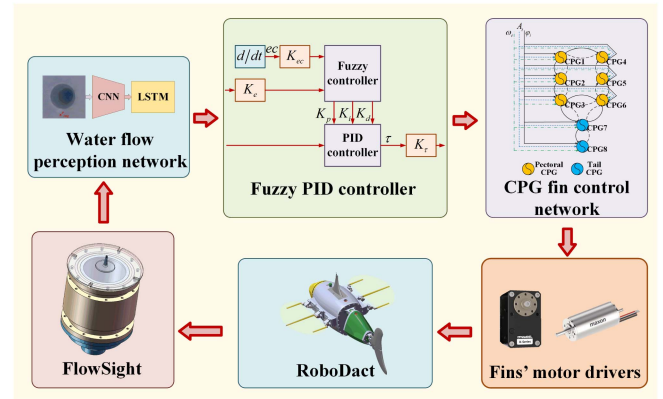 CNN
LSTM
Water flow
perception network
d/dt
ec
K_ec
Fuzzy
controller
K_e
K_p K_i K_d
PID
controller
τ
K_τ
Fuzzy PID controller
A_i
φ_i
CPG1
CPG4
CPG2
CPG5
CPG3
CPG6
CPG7
CPG8
Pectoral
CPG
Tail
CPG
CPG fin control
network
maxon
Fins' motor drivers
RoboDact
FlowSight